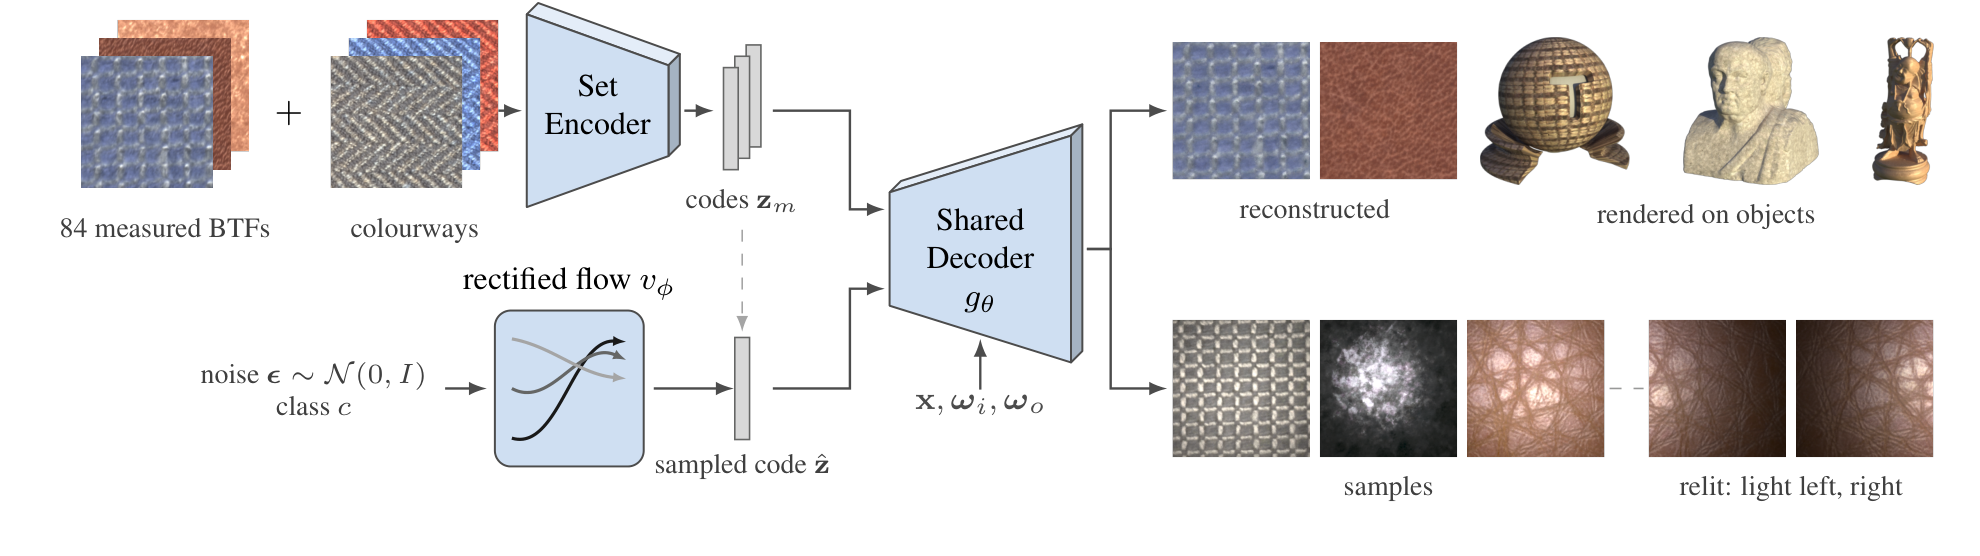 Set
Encoder
+
84 measured BTFs
colourways
codes z_m
reconstructed
rendered on objects
Shared
Decoder
g_θ
rectified flow v_ϕ
noise ϵ ∼ 𝒩(0, I)
class c
x, ω_i, ω_o
sampled code ẑ
samples
relit: light left, right